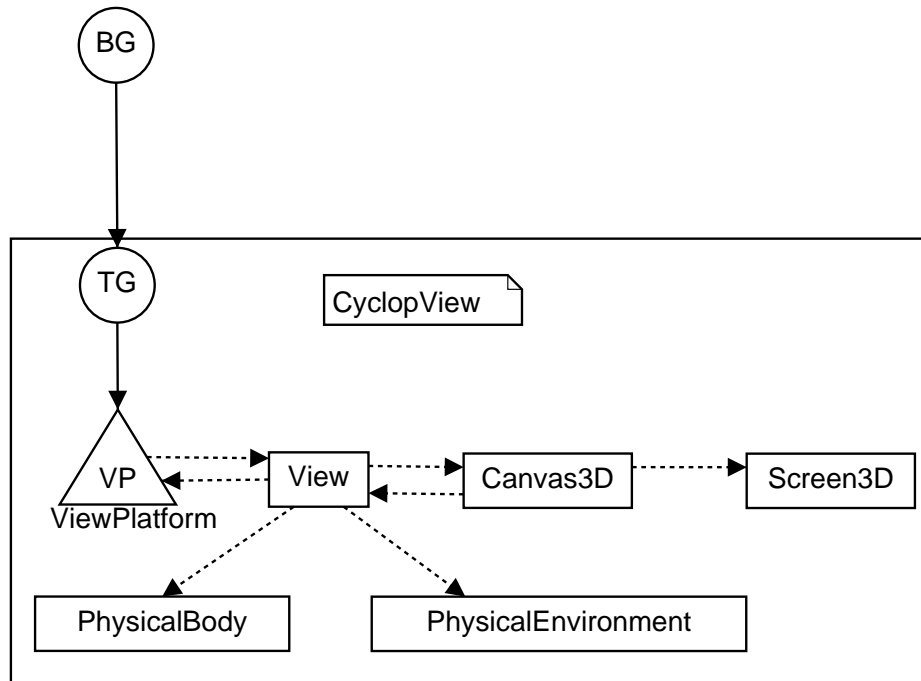 BG
TG
CyclopView
VP
ViewPlatform
View
Canvas3D
Screen3D
PhysicalBody
PhysicalEnvironment